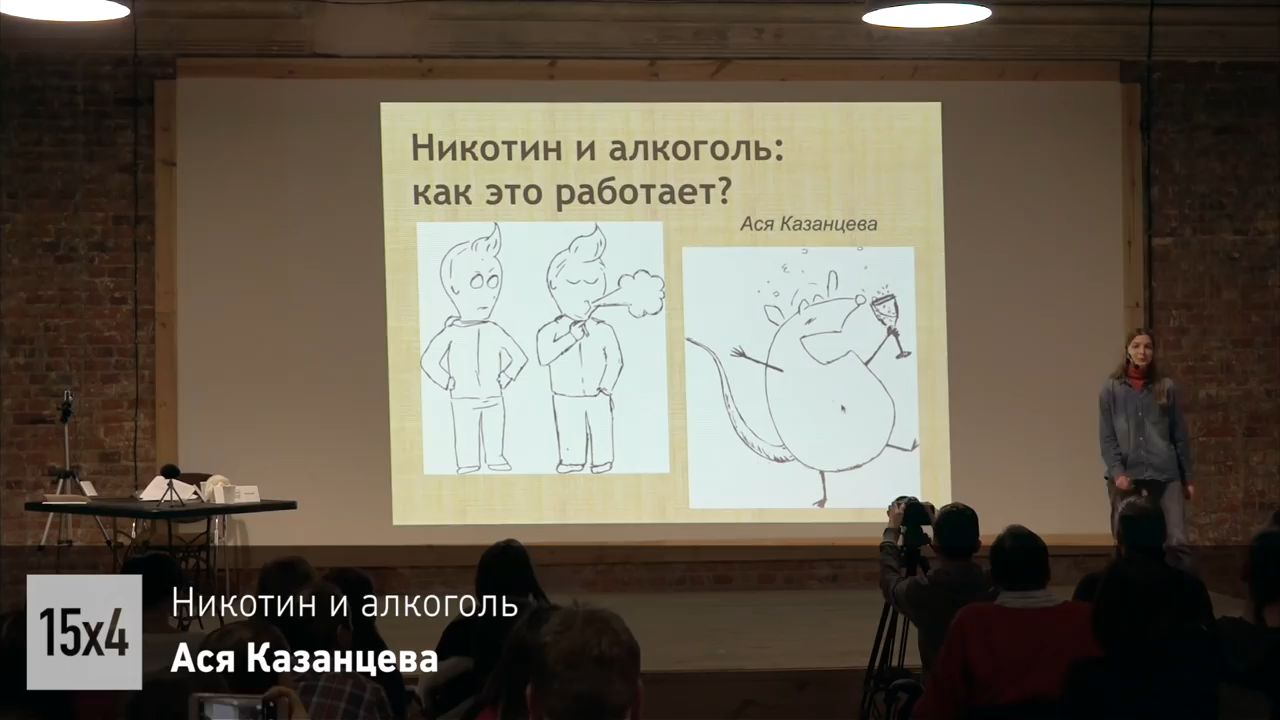 Никотин и алкоголь:
как это работает?
Ася Казанцева
15x4
Никотин и алкоголь
Ася Казанцева